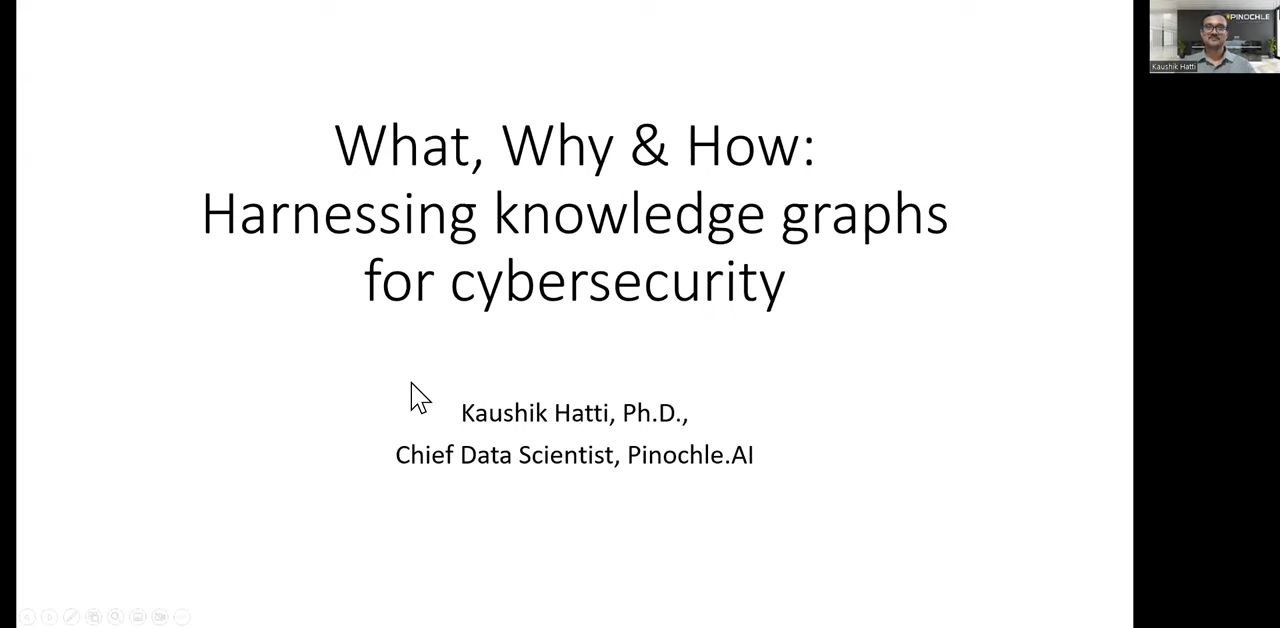 What, Why & How:
Harnessing knowledge graphs
for cybersecurity
Kaushik Hatti, Ph.D.,
Chief Data Scientist, Pinochle.AI
PINOCHLE
Kaushik Hatti